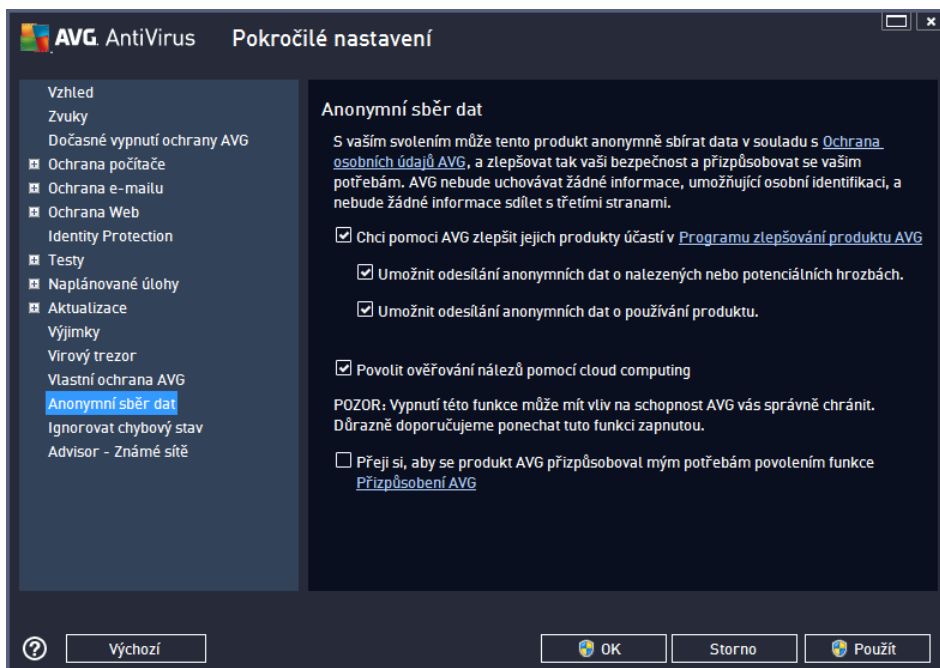 AVG AntiVirus Pokročilé nastavení
Vzhled
Zvuky
Dočasné vypnutí ochrany AVG
Ochrana počítače
Ochrana e-mailu
Ochrana Web
Identity Protection
Testy
Naplánované úlohy
Aktualizace
Výjimky
Virový trezor
Vlastní ochrana AVG
Anonymní sběr dat
Ignorovat chybový stav
Advisor - Známé sítě
Anonymní sběr dat
S vaším svolením může tento produkt anonymně sbírat data v souladu s Ochrana
osobních údajů AVG, a zlepšovat tak vaši bezpečnost a přizpůsobovat se vašim
potřebám. AVG nebude uchovávat žádné informace, umožňující osobní identifikaci, a
nebude žádné informace sdílet s třetími stranami.
Chci pomoci AVG zlepšit jejich produkty účastí v Programu zlepšování produktu AVG
Umožnit odesílání anonymních dat o nalezených nebo potenciálních hrozbách.
Umožnit odesílání anonymních dat o používání produktu.
Povolit ověřování nálezů pomocí cloud computing
POZOR: Vypnutí této funkce může mít vliv na schopnost AVG vás správně chránit.
Důrazně doporučujeme ponechat tuto funkci zapnutou.
Přeji si, aby se produkt AVG přizpůsoboval mým potřebám povolením funkce
Přizpůsobení AVG
Výchozí
OK
Storno
Použít